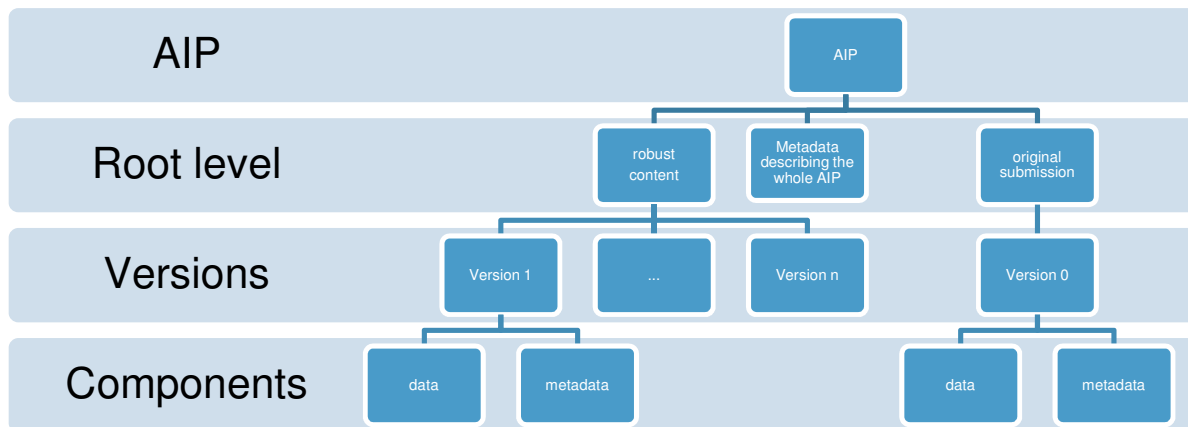 AIP
AIP
Root level
robust
content
Metadata
describing the
whole AIP
original
submission
Versions
Version 1
...
Version n
Version 0
Components
data
metadata
data
metadata